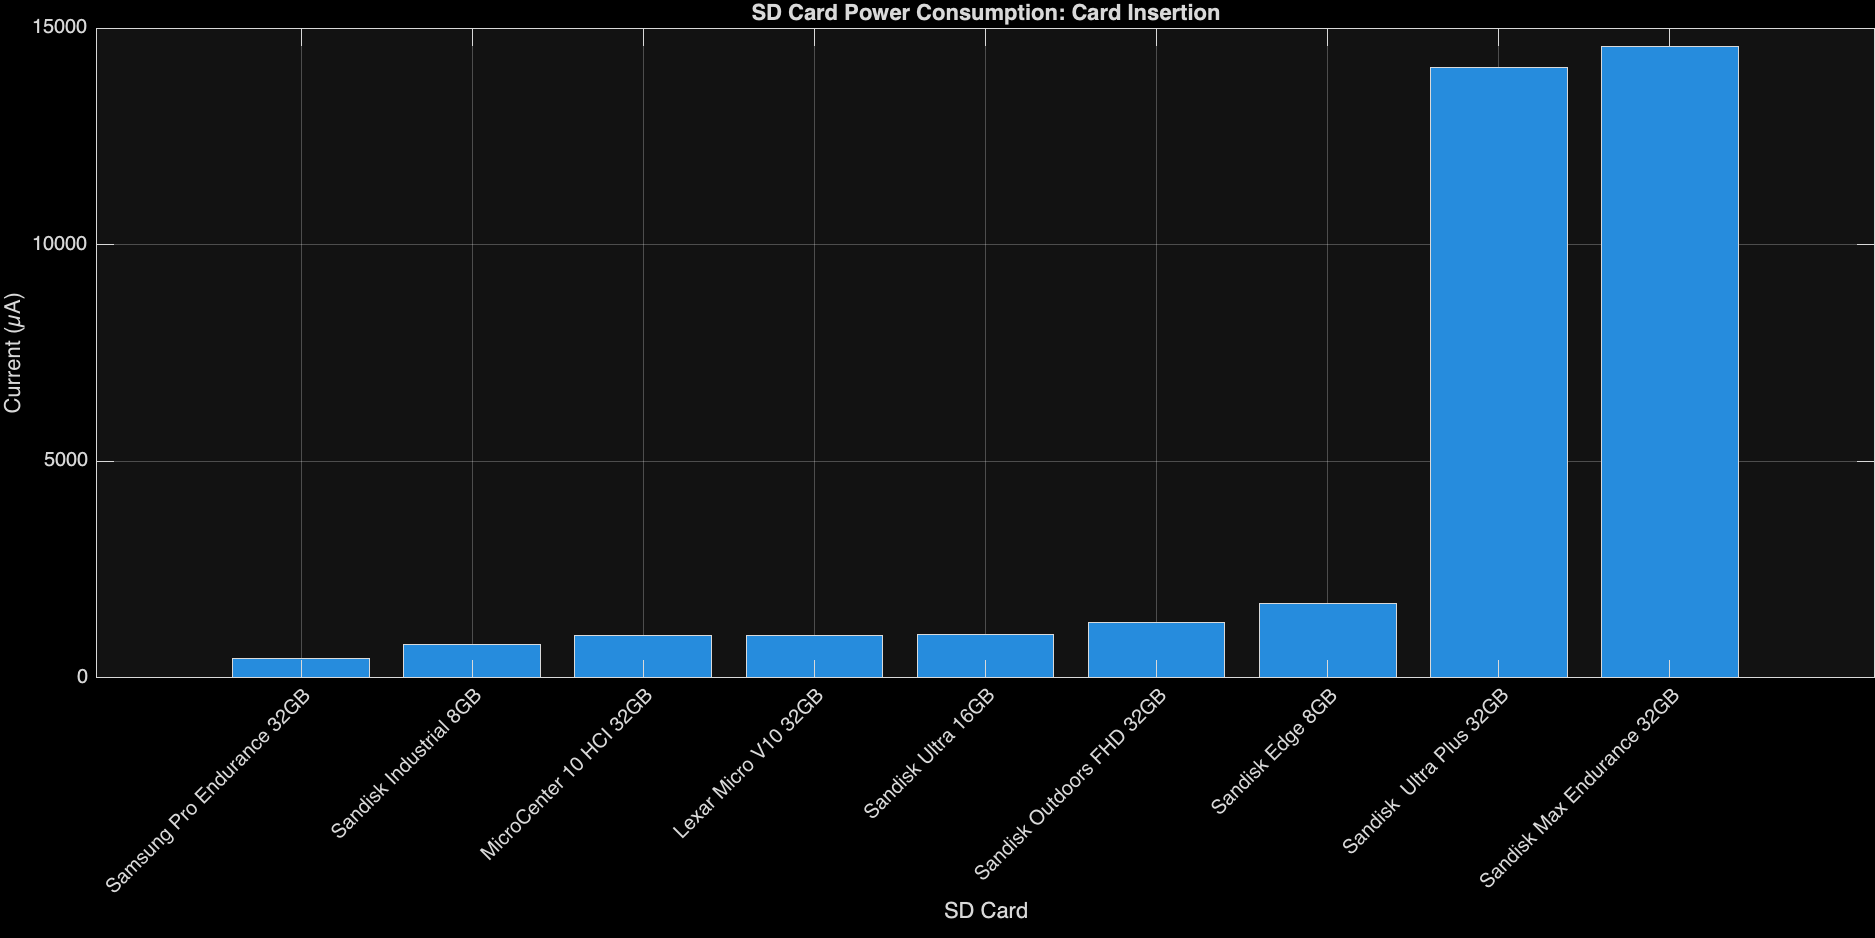 SD Card Power Consumption: Card Insertion
15000
10000
5000
0
Current (μA)
Samsung Pro Endurance 32GB
Sandisk Industrial 8GB
MicroCenter 10 HCI 32GB
Lexar Micro V10 32GB
Sandisk Ultra 16GB
Sandisk Outdoors FHD 32GB
Sandisk Edge 8GB
Sandisk  Ultra Plus 32GB
Sandisk Max Endurance 32GB
SD Card